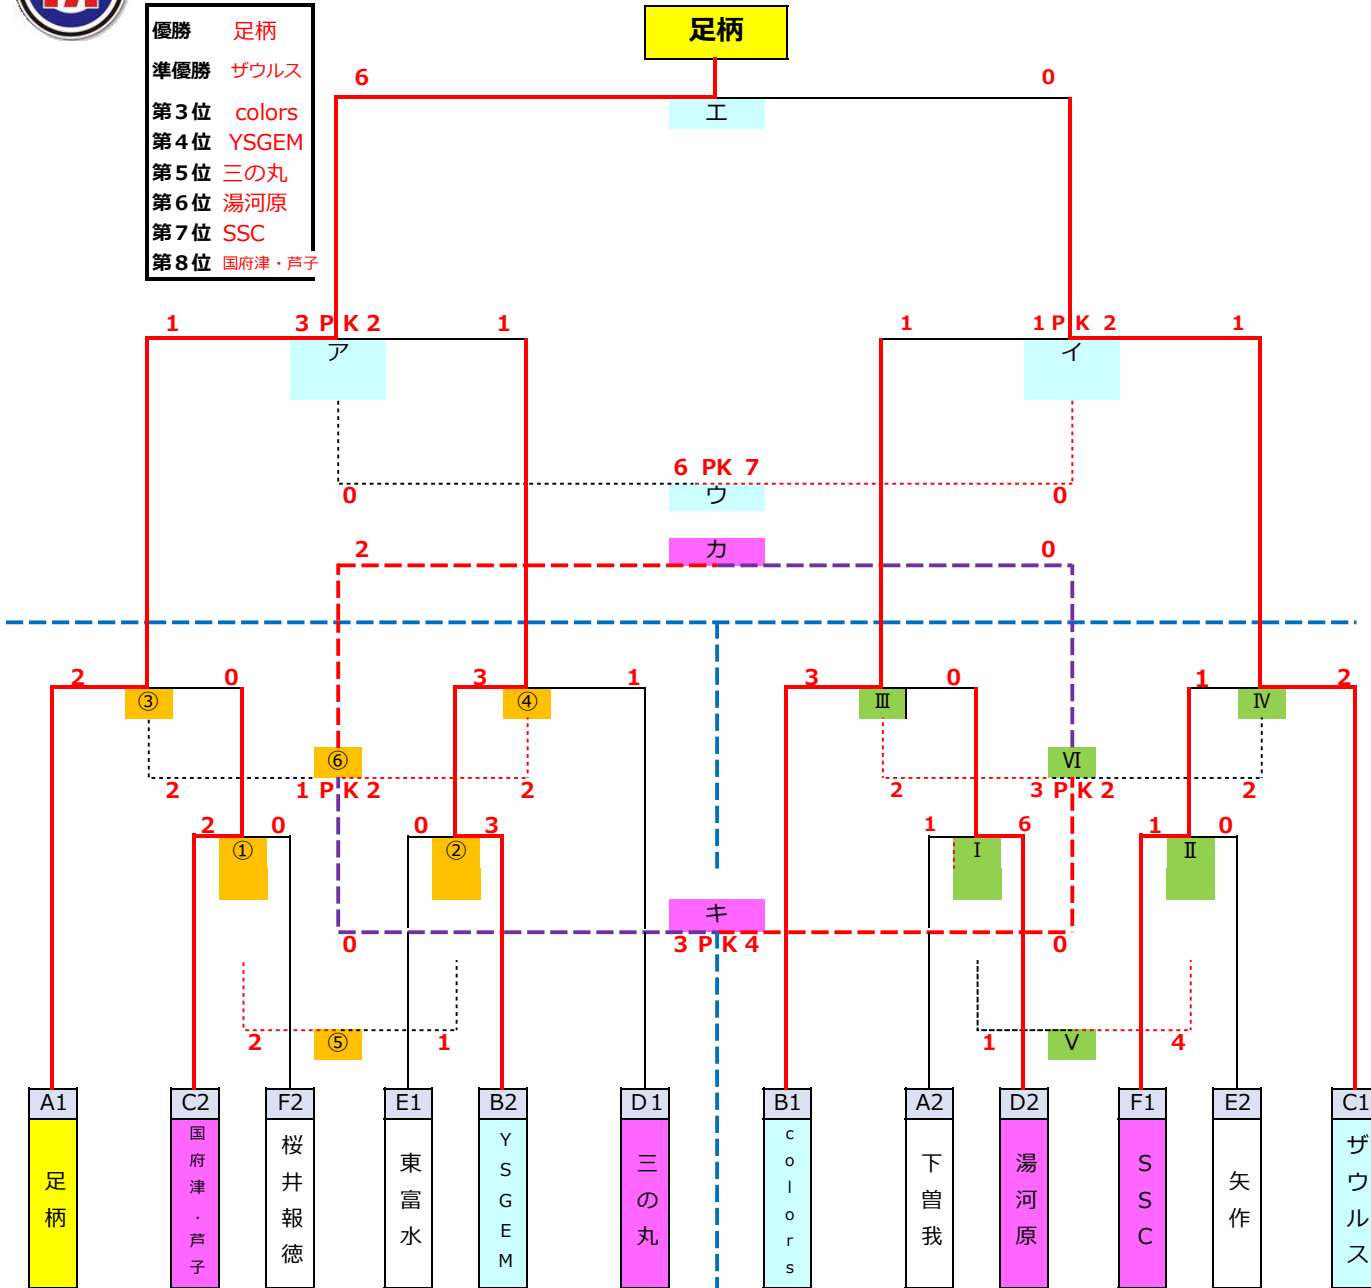 足柄
優勝 足柄
準優勝 ザウルス
第3位 colors
第4位 YSGEM
第5位 三の丸
第6位 湯河原
第7位 SSC
第8位 国府津・芦子
6 0
エ
1 3 PK 2 1 1 1 PK 2 1
ア イ
6 PK 7
0 ウ 0
2 カ 0
2 0 3 1 3 0 1 2
③ ④ Ⅲ Ⅳ
⑥ Ⅵ
2 1 PK 2 2 2 3 PK 2 2
2 0 0 3 1 6 1 0
① ② Ⅰ Ⅱ
キ
0 3 PK 4 0
2 ⑤ 1 1 Ⅴ 4
A1 C2 F2 E1 B2 D1 B1 A2 D2 F1 E2 C1
足柄
国府津・芦子
桜井報徳
東富水
YSGEM
三の丸
colors
下曽我
湯河原
SSC
矢作
ザウルス